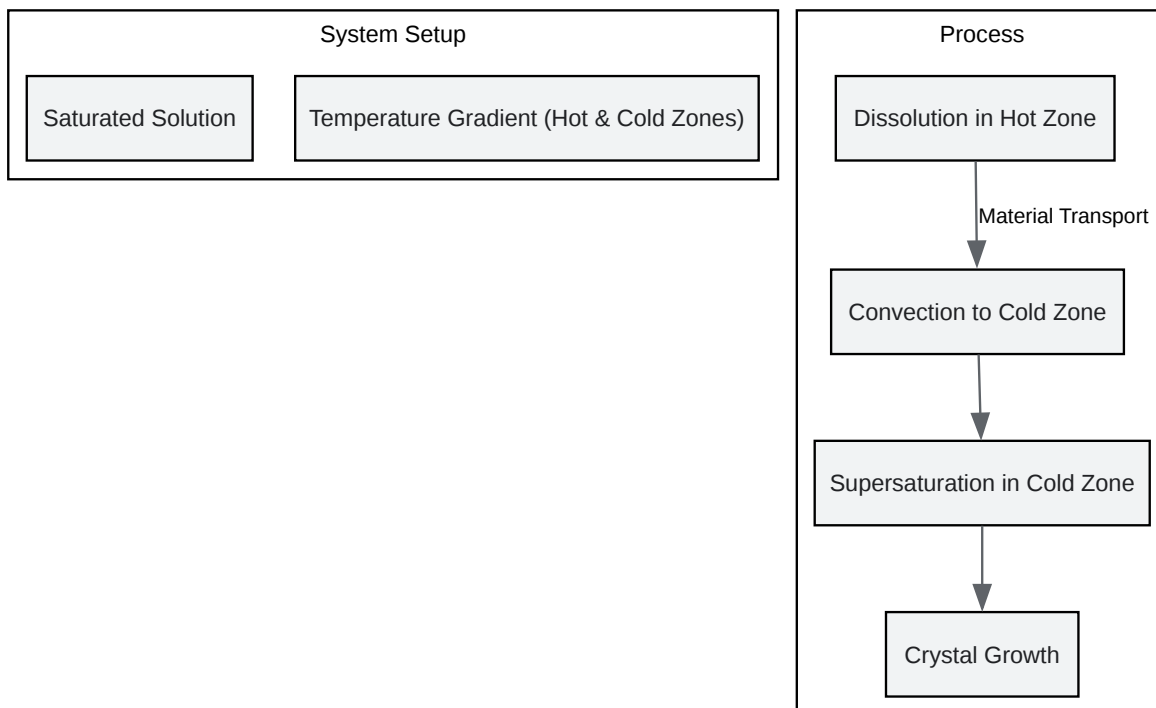 System Setup
Saturated Solution
Temperature Gradient (Hot & Cold Zones)
Process
Dissolution in Hot Zone
Material Transport
Convection to Cold Zone
Supersaturation in Cold Zone
Crystal Growth